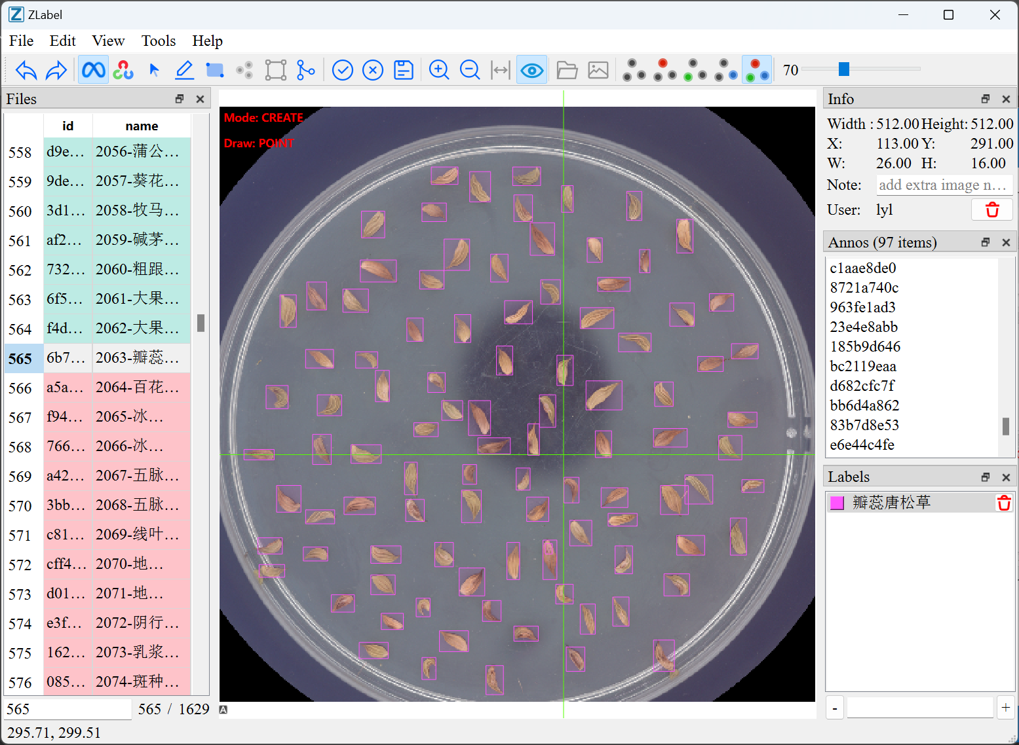 ZLabel
File Edit View Tools Help
70
Files
id name
558 d9e... 2056-蒲公...
559 9de... 2057-葵花...
560 3d1... 2058-牧马...
561 af2... 2059-碱茅...
562 732... 2060-粗跟...
563 6f5... 2061-大果...
564 f4d... 2062-大果...
565 6b7... 2063-瓣蕊...
566 a5a... 2064-百花...
567 f94... 2065-冰...
568 766... 2066-冰...
569 a42... 2067-五脉...
570 3bb... 2068-五脉...
571 c81... 2069-线叶...
572 cff4... 2070-地...
573 d01... 2071-地...
574 e3f... 2072-阴行...
575 162... 2073-乳浆...
576 085... 2074-斑种...
565 565 / 1629
295.71, 299.51
Mode: CREATE
Draw: POINT
A
Info
Width : 512.00 Height: 512.00
X: 113.00 Y: 291.00
W: 26.00 H: 16.00
Note: add extra image n...
User: lyl
Annos (97 items)
c1aae8de0
8721a740c
963fe1ad3
23e4e8abb
185b9d646
bc2119eaa
d682cfc7f
bb6d4a862
83b7d8e53
e6e44c4fe
Labels
瓣蕊唐松草
- +